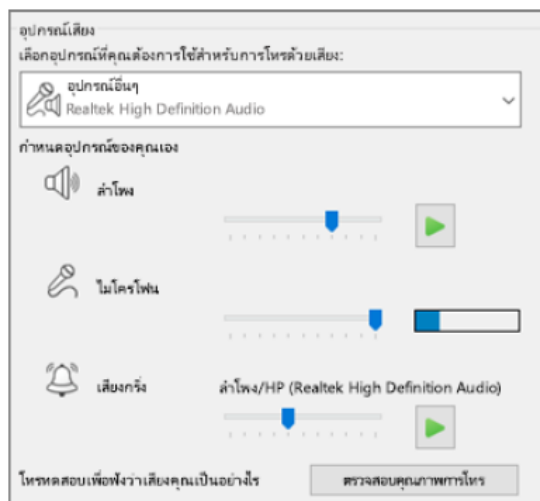 อุปกรณ์เสียง
เลือกอุปกรณ์ที่คุณต้องการใช้สำหรับการโทรด้วยเสียง:
อุปกรณ์อื่นๆ
Realtek High Definition Audio
กำหนดอุปกรณ์ของคุณเอง
ลำโพง
ไมโครโฟน
เสียงกริ่ง
ลำโพง/HP (Realtek High Definition Audio)
โทรทดสอบเพื่อฟังว่าเสียงคุณเป็นอย่างไร
ตรวจสอบคุณภาพการโทร